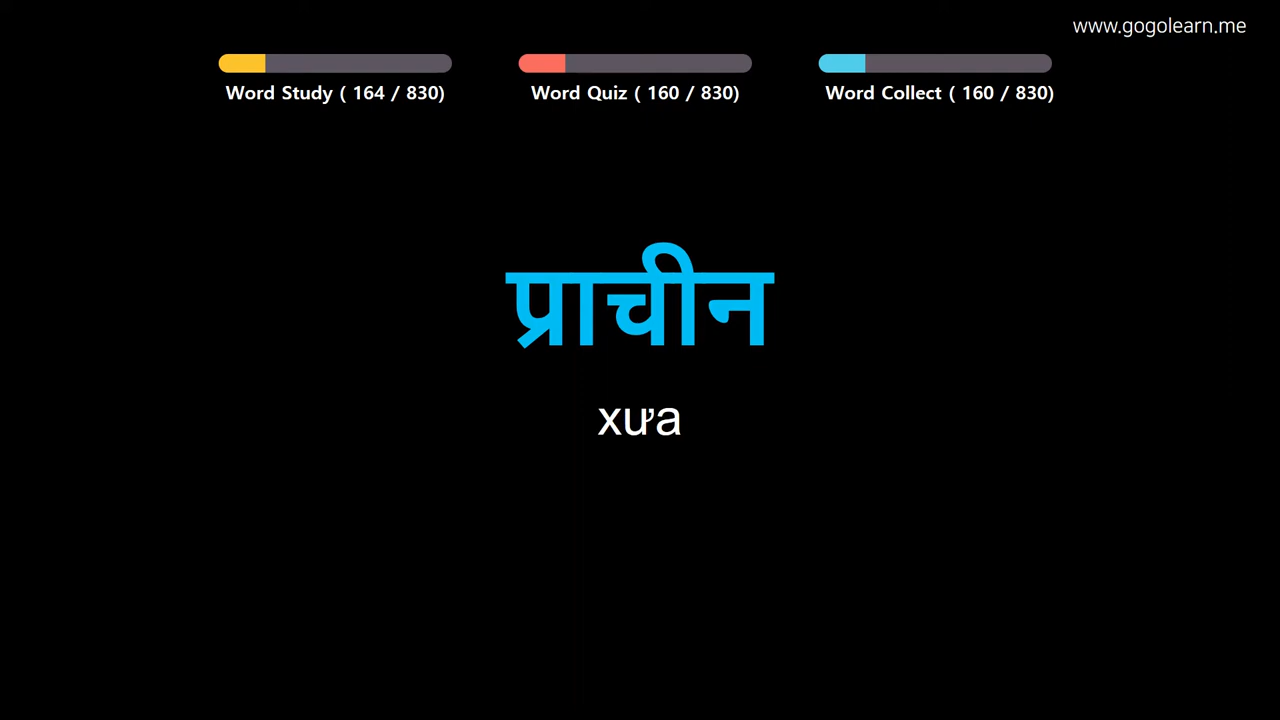 www.gogolearn.me
Word Study ( 164 / 830)
Word Quiz ( 160 / 830)
Word Collect ( 160 / 830)
प्राचीन
xưa